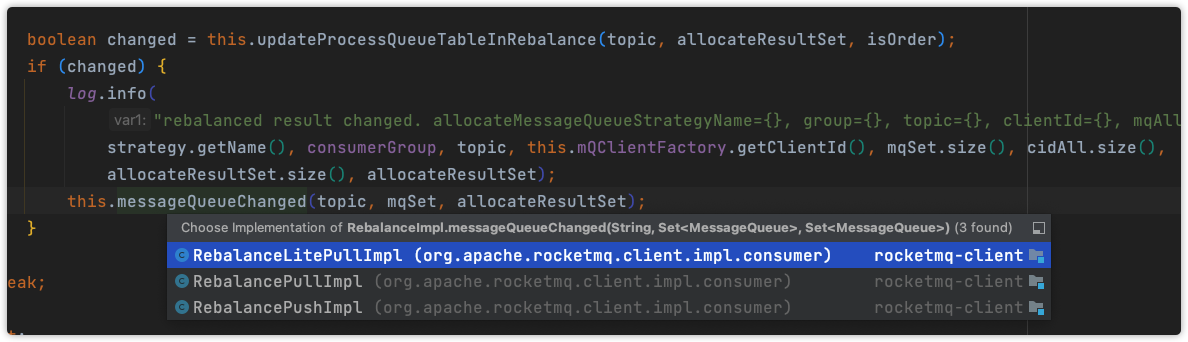 boolean changed = this.updateProcessQueueTableInRebalance(topic, allocateResultSet, isOrder);
if (changed) {
log.info(
var1: "rebalanced result changed. allocateMessageQueueStrategyName={}, group={}, topic={}, clientId={}, mqAll
strategy.getName(), consumerGroup, topic, this.mQClientFactory.getClientId(), mqSet.size(), cidAll.size(),
allocateResultSet.size(), allocateResultSet);
this.messageQueueChanged(topic, mqSet, allocateResultSet);
}
Choose Implementation of RebalanceImpl.messageQueueChanged(String, Set<MessageQueue>, Set<MessageQueue>) (3 found)
RebalanceLitePullImpl (org.apache.rocketmq.client.impl.consumer) rocketmq-client
eak;
RebalancePullImpl (org.apache.rocketmq.client.impl.consumer) rocketmq-client
RebalancePushImpl (org.apache.rocketmq.client.impl.consumer) rocketmq-client